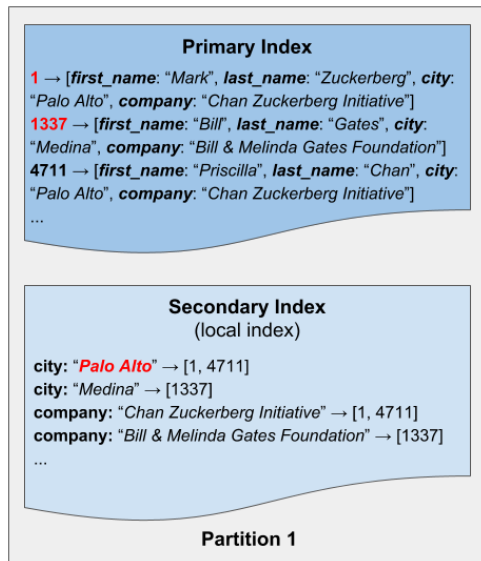 Primary Index
1 → [first_name: “Mark”, last_name: “Zuckerberg”, city:
“Palo Alto”, company: “Chan Zuckerberg Initiative”]
1337 → [first_name: “Bill”, last_name: “Gates”, city:
“Medina”, company: “Bill & Melinda Gates Foundation”]
4711 → [first_name: “Priscilla”, last_name: “Chan”, city:
“Palo Alto”, company: “Chan Zuckerberg Initiative”]
...
Secondary Index
(local index)
city: “Palo Alto” → [1, 4711]
city: “Medina” → [1337]
company: “Chan Zuckerberg Initiative” → [1, 4711]
company: “Bill & Melinda Gates Foundation” → [1337]
...
Partition 1